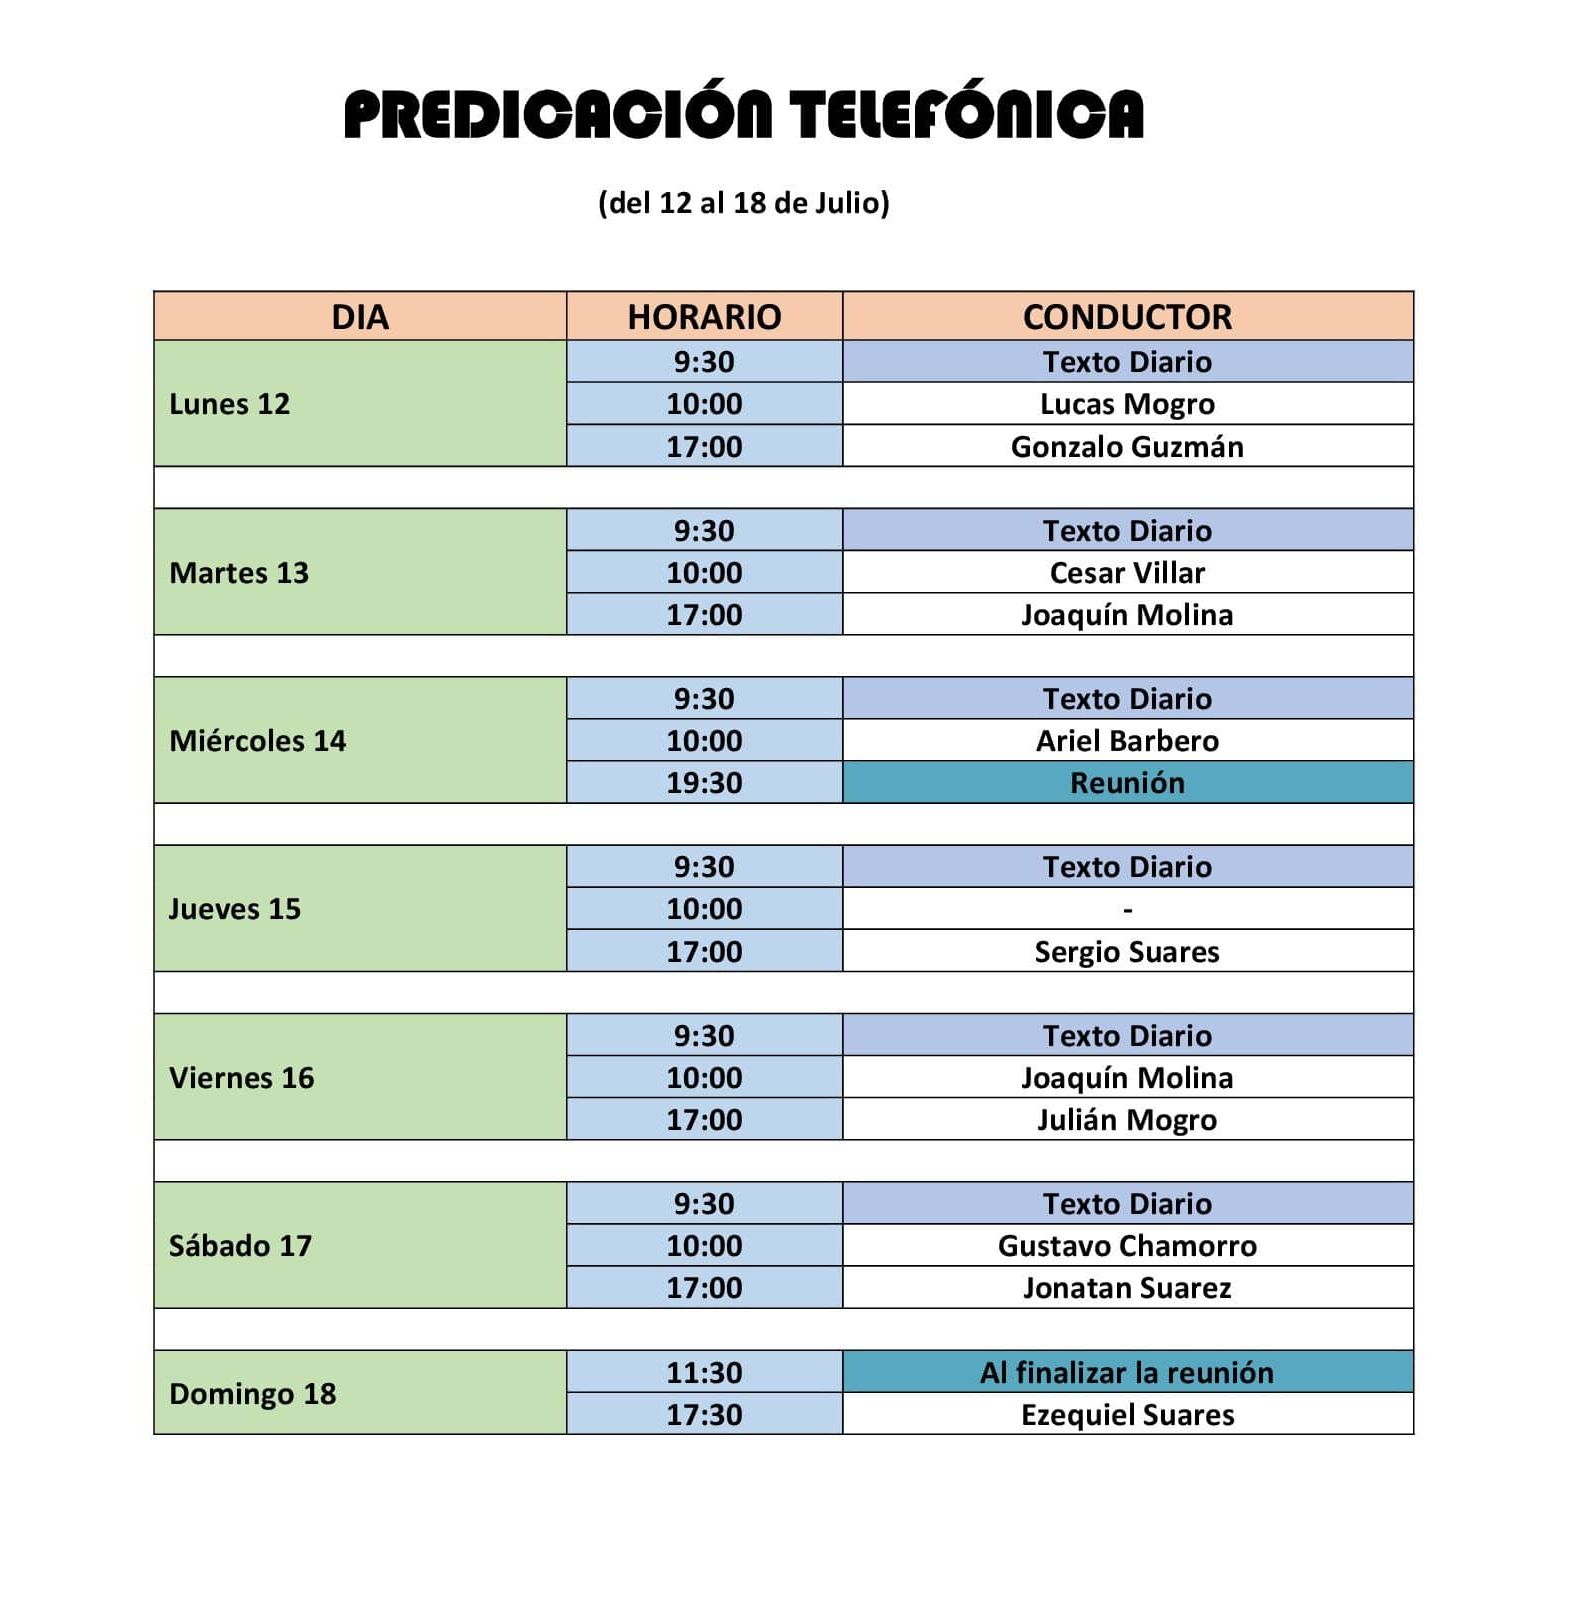 PREDICACIÓN TELEFÓNICA
(del 12 al 18 de Julio)
DIA HORARIO CONDUCTOR
Lunes 12
9:30 Texto Diario
10:00 Lucas Mogro
17:00 Gonzalo Guzmán
Martes 13
9:30 Texto Diario
10:00 Cesar Villar
17:00 Joaquín Molina
Miércoles 14
9:30 Texto Diario
10:00 Ariel Barbero
19:30 Reunión
Jueves 15
9:30 Texto Diario
10:00 -
17:00 Sergio Suares
Viernes 16
9:30 Texto Diario
10:00 Joaquín Molina
17:00 Julián Mogro
Sábado 17
9:30 Texto Diario
10:00 Gustavo Chamorro
17:00 Jonatan Suarez
Domingo 18
11:30 Al finalizar la reunión
17:30 Ezequiel Suares